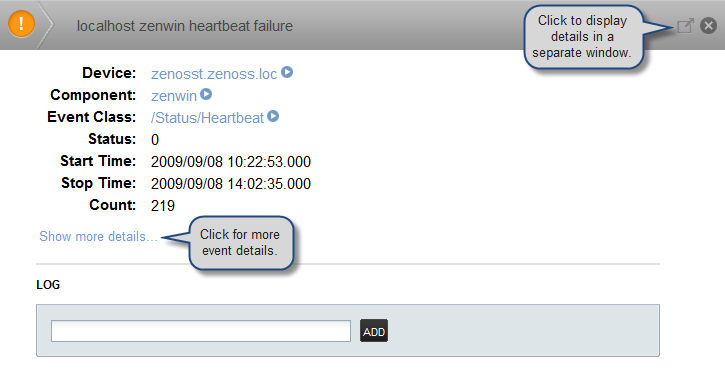 !
localhost zenwin heartbeat failure
Click to display
details in a
separate window.
Device: zenosst.zenoss.loc
Component: zenwin
Event Class: /Status/Heartbeat
Status: 0
Start Time: 2009/09/08 10:22:53.000
Stop Time: 2009/09/08 14:02:35.000
Count: 219
Show more details...
Click for more
event details.
LOG
ADD